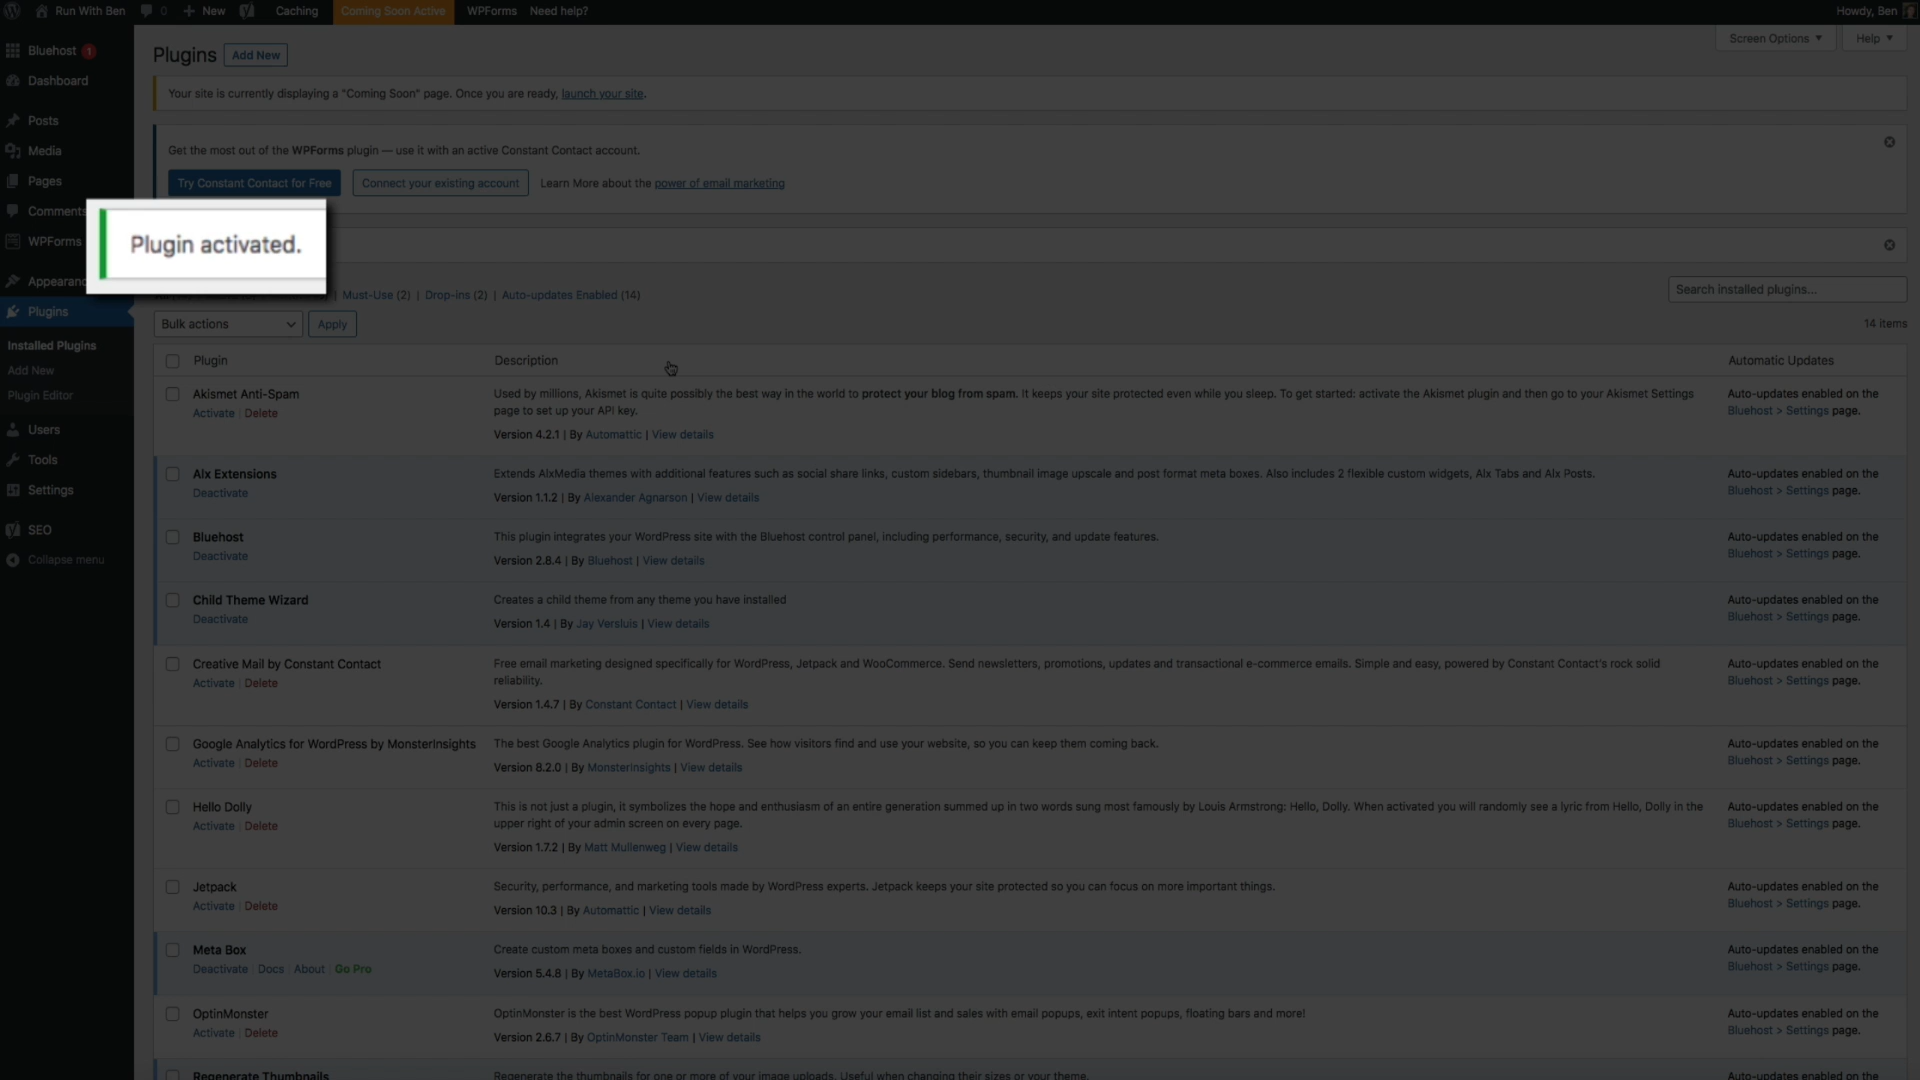 Run With Ben 0 New Caching Coming Soon Active WPForms Need help? Howdy, Ben
Screen Options Help
Bluehost 1
Dashboard
Posts
Media
Pages
Comments
WPForms
Plugins
Installed Plugins
Add New
Plugin Editor
Users
Tools
Settings
SEO
Collapse menu
Plugins Add New
Your site is currently displaying a "Coming Soon" page. Once you are ready, launch your site.
Get the most out of the WPForms plugin — use it with an active Constant Contact account.
Try Constant Contact for Free Connect your existing account Learn More about the power of email marketing
Plugin activated.
| Must-Use (2) | Drop-ins (2) | Auto-updates Enabled (14)
Search installed plugins...
Bulk actions Apply 14 items
Plugin Description Automatic Updates
Akismet Anti-Spam
Activate | Delete
Used by millions, Akismet is quite possibly the best way in the world to protect your blog from spam. It keeps your site protected even while you sleep. To get started: activate the Akismet plugin and then go to your Akismet Settings
page to set up your API key.
Version 4.2.1 | By Automattic | View details
Auto-updates enabled on the
Bluehost > Settings page.
Alx Extensions
Deactivate
Extends AlxMedia themes with additional features such as social share links, custom sidebars, thumbnail image upscale and post format meta boxes. Also includes 2 flexible custom widgets, Alx Tabs and Alx Posts.
Version 1.1.2 | By Alexander Agnarson | View details
Auto-updates enabled on the
Bluehost > Settings page.
Bluehost
Deactivate
This plugin integrates your WordPress site with the Bluehost control panel, including performance, security, and update features.
Version 2.8.4 | By Bluehost | View details
Auto-updates enabled on the
Bluehost > Settings page.
Child Theme Wizard
Deactivate
Creates a child theme from any theme you have installed
Version 1.4 | By Jay Versluis | View details
Auto-updates enabled on the
Bluehost > Settings page.
Creative Mail by Constant Contact
Activate | Delete
Free email marketing designed specifically for WordPress, Jetpack and WooCommerce. Send newsletters, promotions, updates and transactional e-commerce emails. Simple and easy, powered by Constant Contact's rock solid
reliability.
Version 1.4.7 | By Constant Contact | View details
Auto-updates enabled on the
Bluehost > Settings page.
Google Analytics for WordPress by MonsterInsights
Activate | Delete
The best Google Analytics plugin for WordPress. See how visitors find and use your website, so you can keep them coming back.
Version 8.2.0 | By MonsterInsights | View details
Auto-updates enabled on the
Bluehost > Settings page.
Hello Dolly
Activate | Delete
This is not just a plugin, it symbolizes the hope and enthusiasm of an entire generation summed up in two words sung most famously by Louis Armstrong: Hello, Dolly. When activated you will randomly see a lyric from Hello, Dolly in the
upper right of your admin screen on every page.
Version 1.7.2 | By Matt Mullenweg | View details
Auto-updates enabled on the
Bluehost > Settings page.
Jetpack
Activate | Delete
Security, performance, and marketing tools made by WordPress experts. Jetpack keeps your site protected so you can focus on more important things.
Version 10.3 | By Automattic | View details
Auto-updates enabled on the
Bluehost > Settings page.
Meta Box
Deactivate | Docs | About | Go Pro
Create custom meta boxes and custom fields in WordPress.
Version 5.4.8 | By MetaBox.io | View details
Auto-updates enabled on the
Bluehost > Settings page.
OptinMonster
Activate | Delete
OptinMonster is the best WordPress popup plugin that helps you grow your email list and sales with email popups, exit intent popups, floating bars and more!
Version 2.6.7 | By OptinMonster Team | View details
Auto-updates enabled on the
Bluehost > Settings page.
Regenerate Thumbnails
Regenerate the thumbnails for one or more of your image uploads. Useful when changing their sizes or your theme.
Auto-updates enabled on the